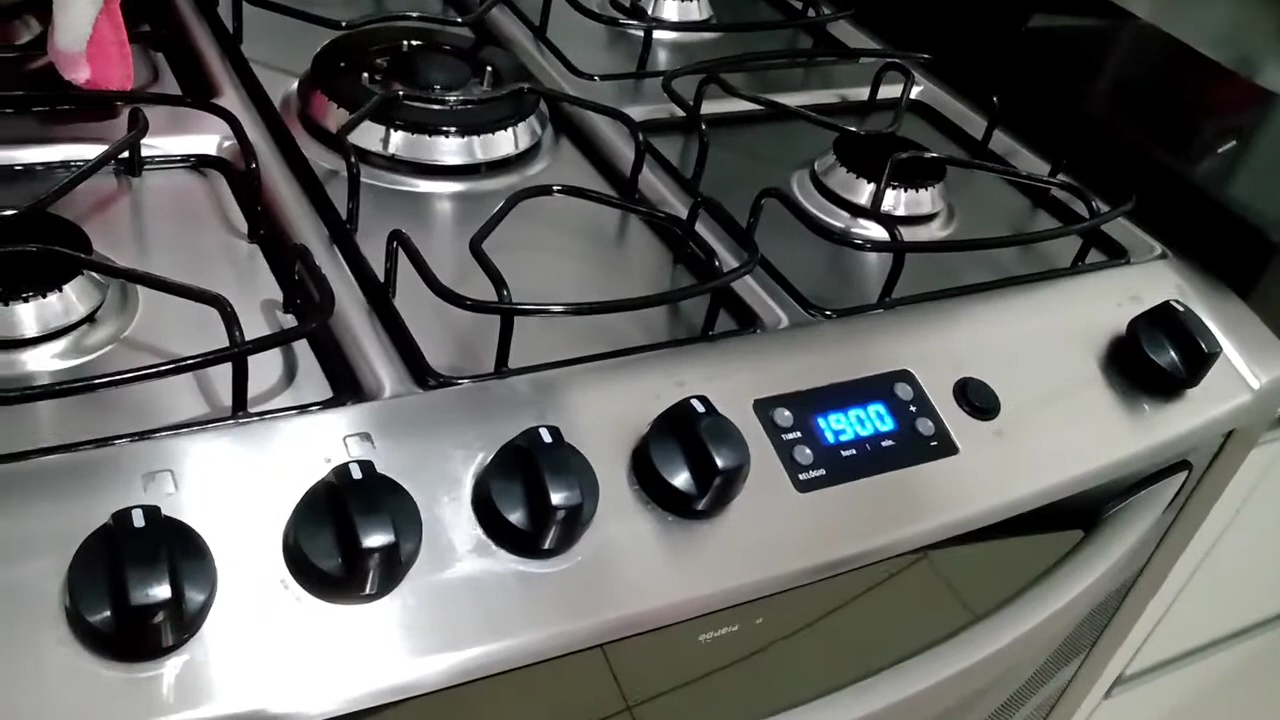 1900
TIMER
hora | min.
+
-
RELÓGIO